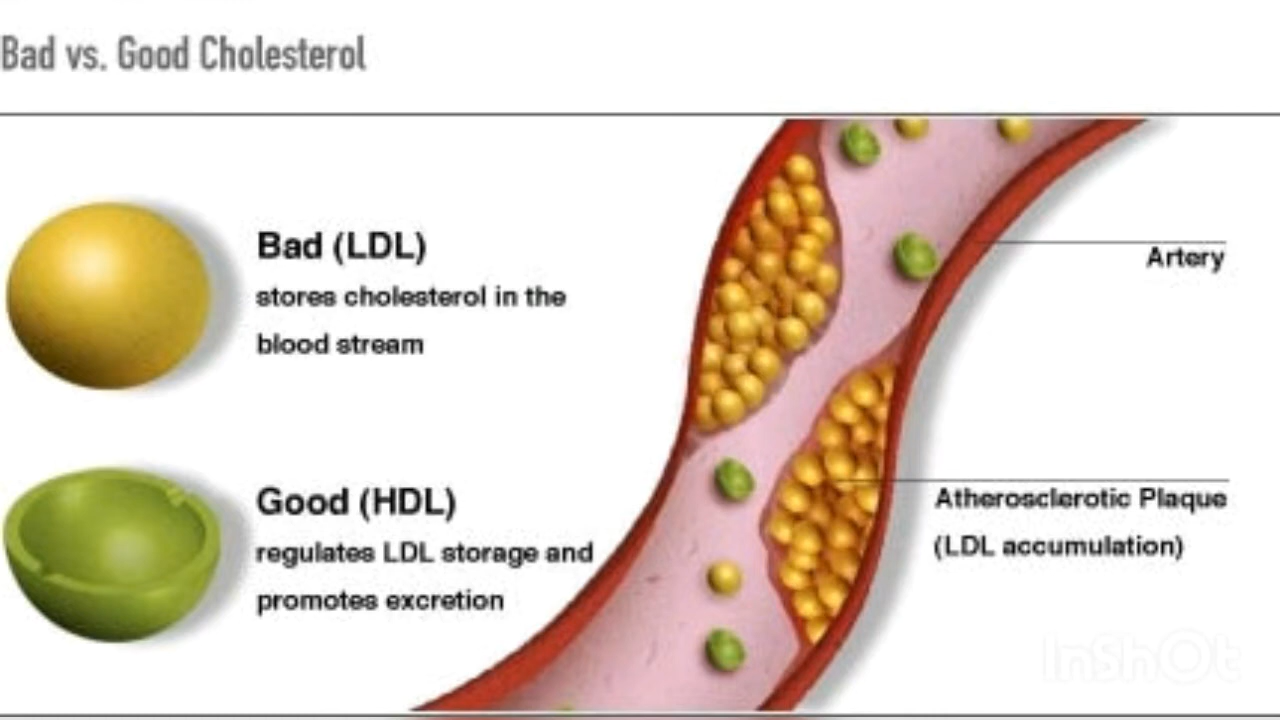 Bad vs. Good Cholesterol
Bad (LDL)
stores cholesterol in the
blood stream
Good (HDL)
regulates LDL storage and
promotes excretion
Artery
Atherosclerotic Plaque
(LDL accumulation)
InShOt